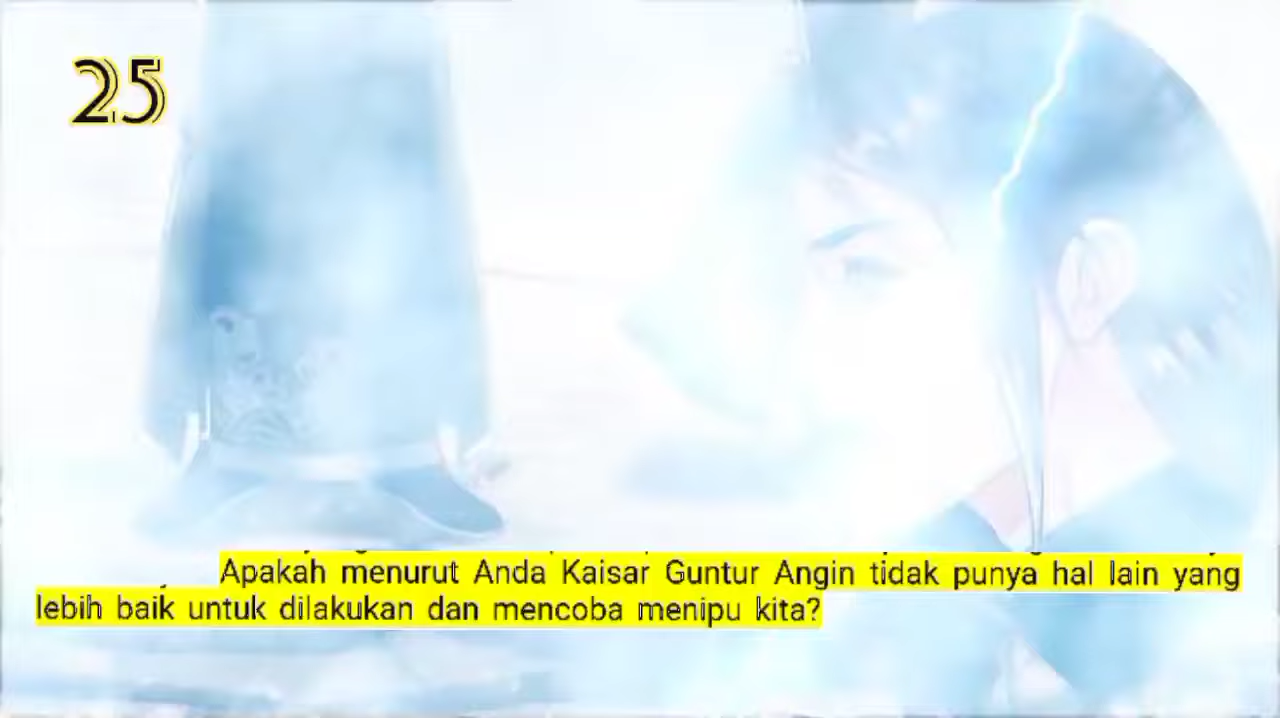 25
Apakah menurut Anda Kaisar Guntur Angin tidak punya hal lain yang
lebih baik untuk dilakukan dan mencoba menipu kita?